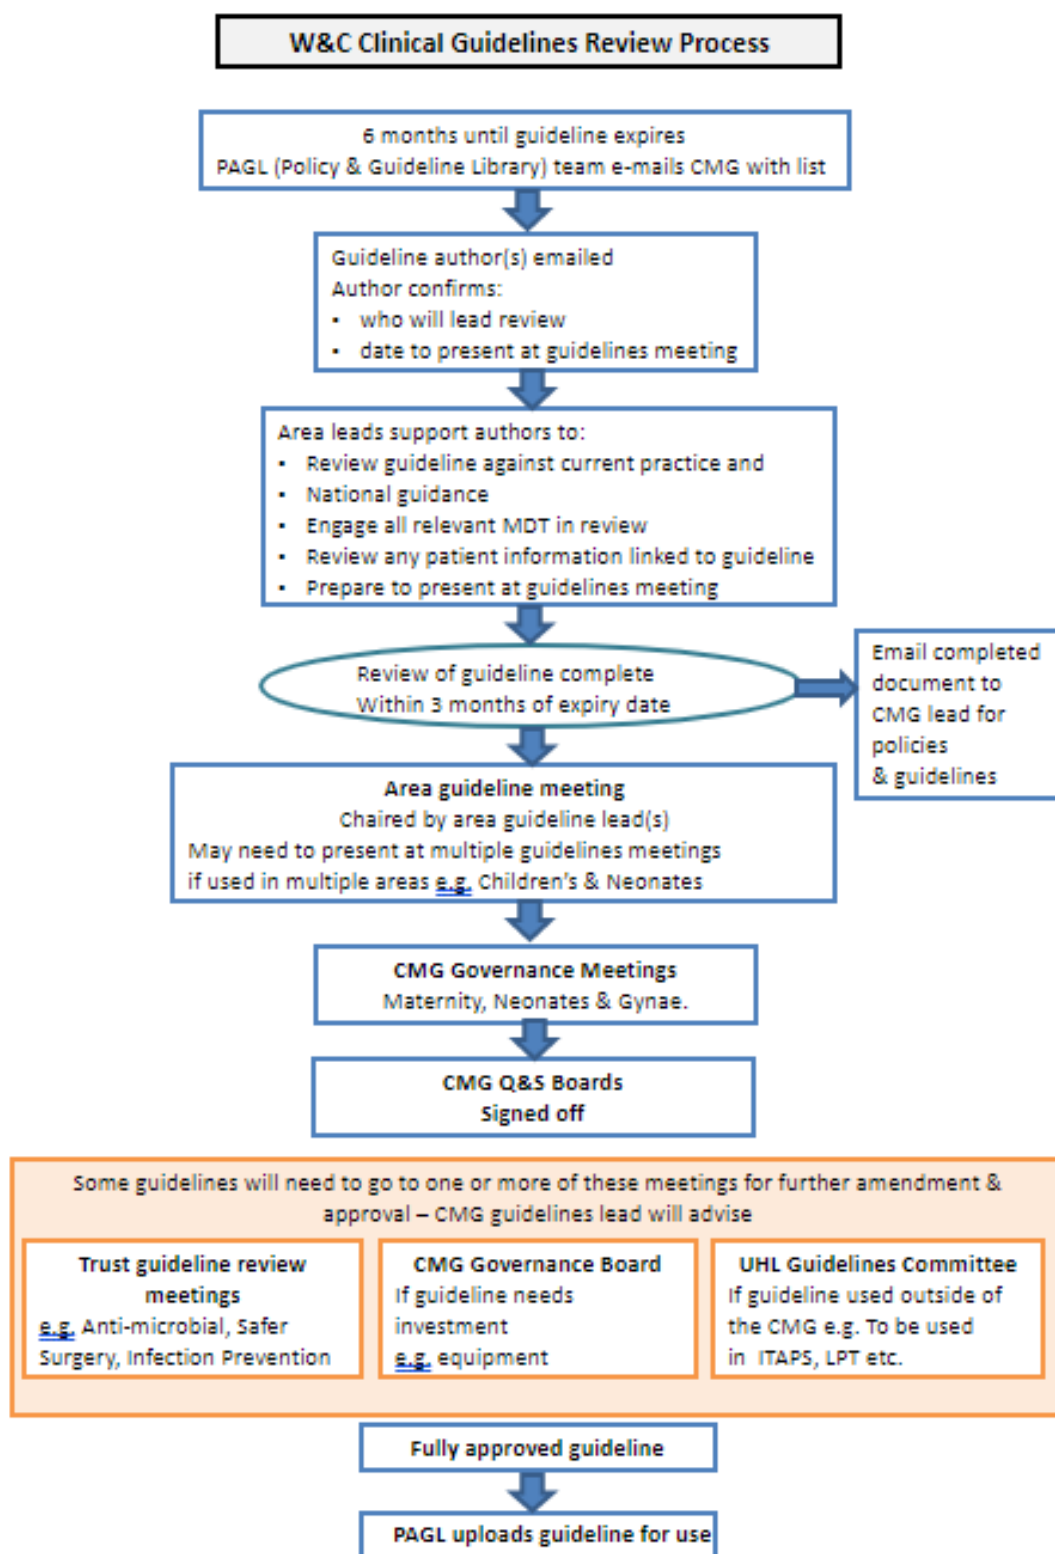 W&C Clinical Guidelines Review Process
6 months until guideline expires
PAGL (Policy & Guideline Library) team e-mails CMG with list
Guideline author(s) emailed
Author confirms:
▪ who will lead review
▪ date to present at guidelines meeting
Area leads support authors to:
▪ Review guideline against current practice and
▪ National guidance
▪ Engage all relevant MDT in review
▪ Review any patient information linked to guideline
▪ Prepare to present at guidelines meeting
Review of guideline complete
Within 3 months of expiry date
Email completed
document to
CMG lead for
policies
& guidelines
Area guideline meeting
Chaired by area guideline lead(s)
May need to present at multiple guidelines meetings
if used in multiple areas e.g. Children's & Neonates
CMG Governance Meetings
Maternity, Neonates & Gynae.
CMG Q&S Boards
Signed off
Some guidelines will need to go to one or more of these meetings for further amendment &
approval – CMG guidelines lead will advise
Trust guideline review
meetings
e.g. Anti-microbial, Safer
Surgery, Infection Prevention
CMG Governance Board
If guideline needs
investment
e.g. equipment
UHL Guidelines Committee
If guideline used outside of
the CMG e.g. To be used
in ITAPS, LPT etc.
Fully approved guideline
PAGL uploads guideline for use